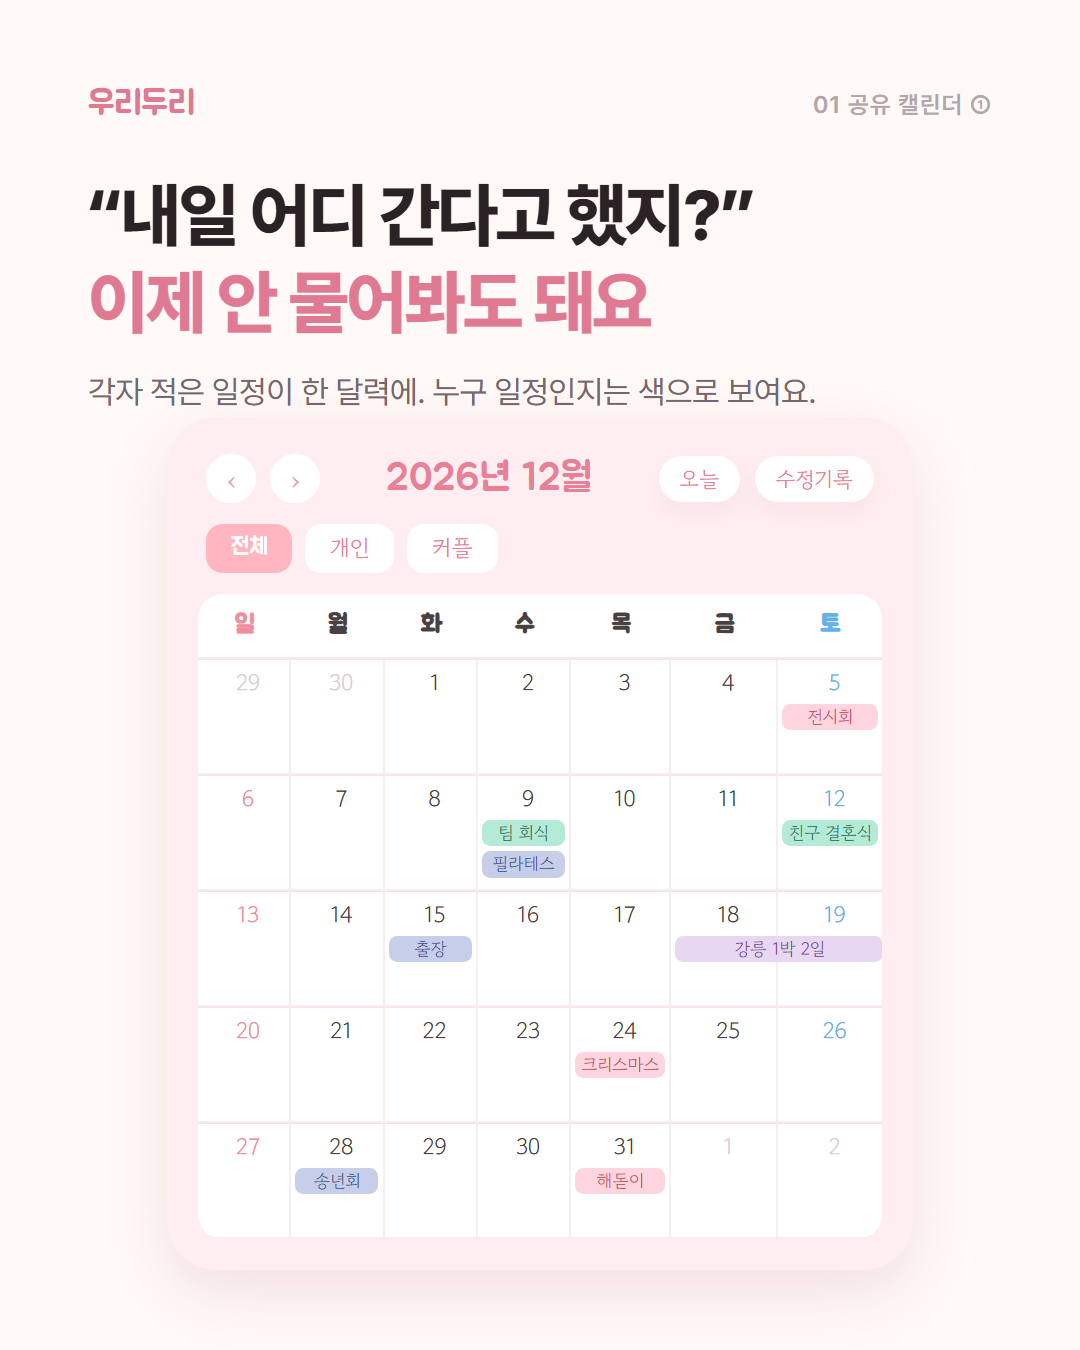 우리두리
01 공유 캘린더 ①
“내일 어디 간다고 했지?”
이제 안 물어봐도 돼요
각자 적은 일정이 한 달력에. 누구 일정인지는 색으로 보여요.
‹ › 2026년 12월 오늘 수정기록
전체 개인 커플
일 월 화 수 목 금 토
29 30 1 2 3 4 5
전시회
6 7 8 9 10 11 12
팀 회식 친구 결혼식
필라테스
13 14 15 16 17 18 19
출장 강릉 1박 2일
20 21 22 23 24 25 26
크리스마스
27 28 29 30 31 1 2
송년회 해돋이